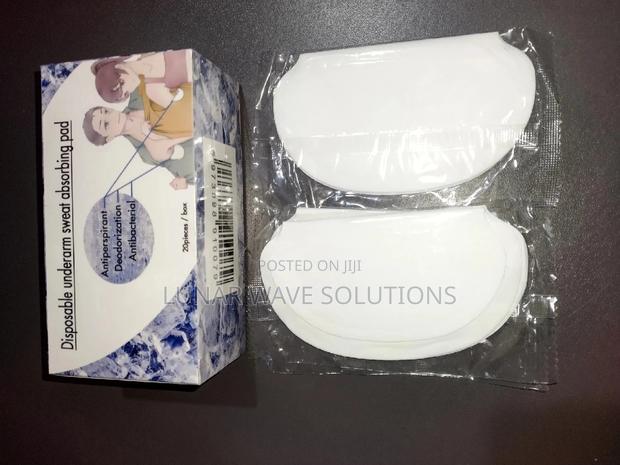 Disposable underarm sweat absorbing pad
Antiperspirant
Deodorization
Antibacterial
20pieces / box
POSTED ON JIJI
LUNAR WAVE SOLUTIONS